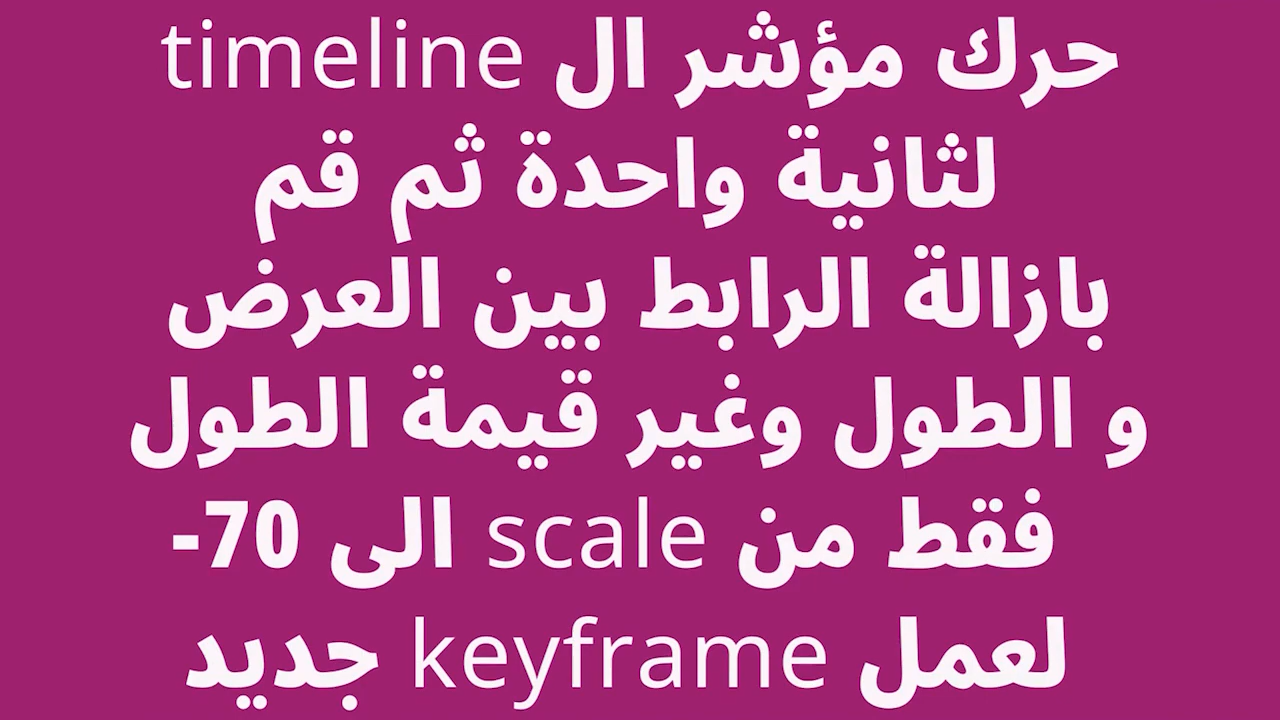 حرك مؤشر ال timeline
لثانية واحدة ثم قم
بازالة الرابط بين العرض
و الطول وغير قيمة الطول
فقط من scale الى 70-
لعمل keyframe جديد